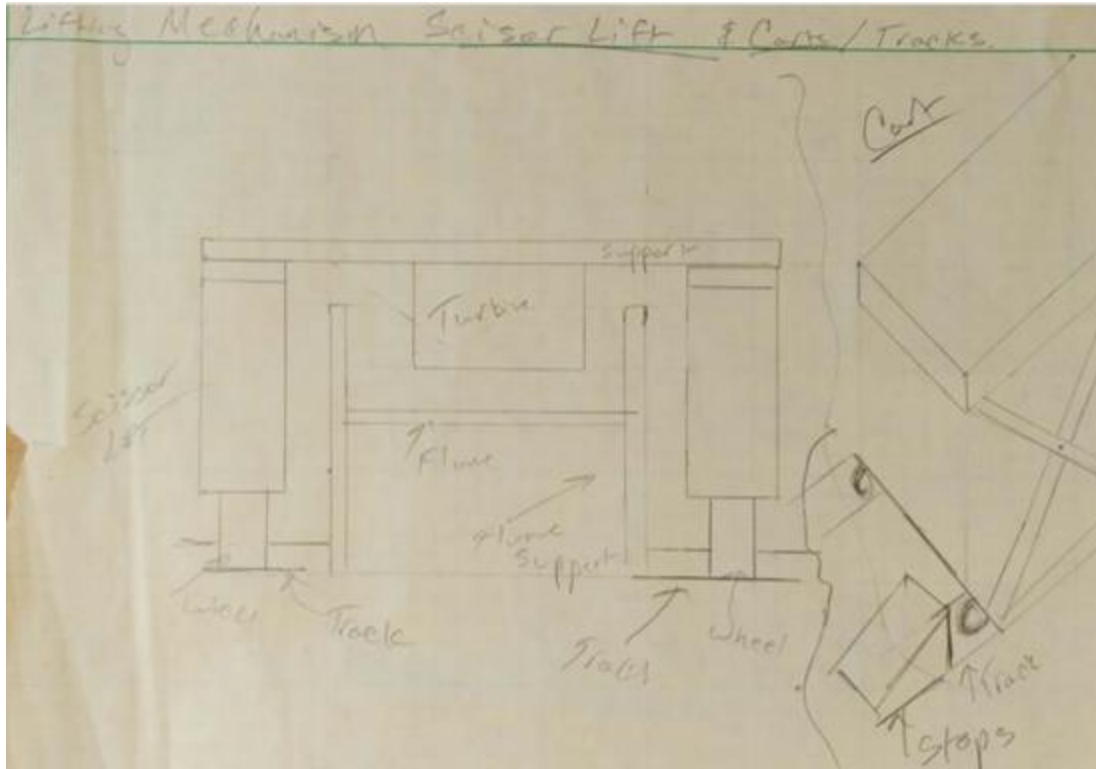 Lifting Mechanism Scisor Lift & Carts/Tracks.
Cart
support
Turbine
Scissor
Lift
Flume
Flume
Support
Wheel
Track
Track
Wheel
Track
Stops